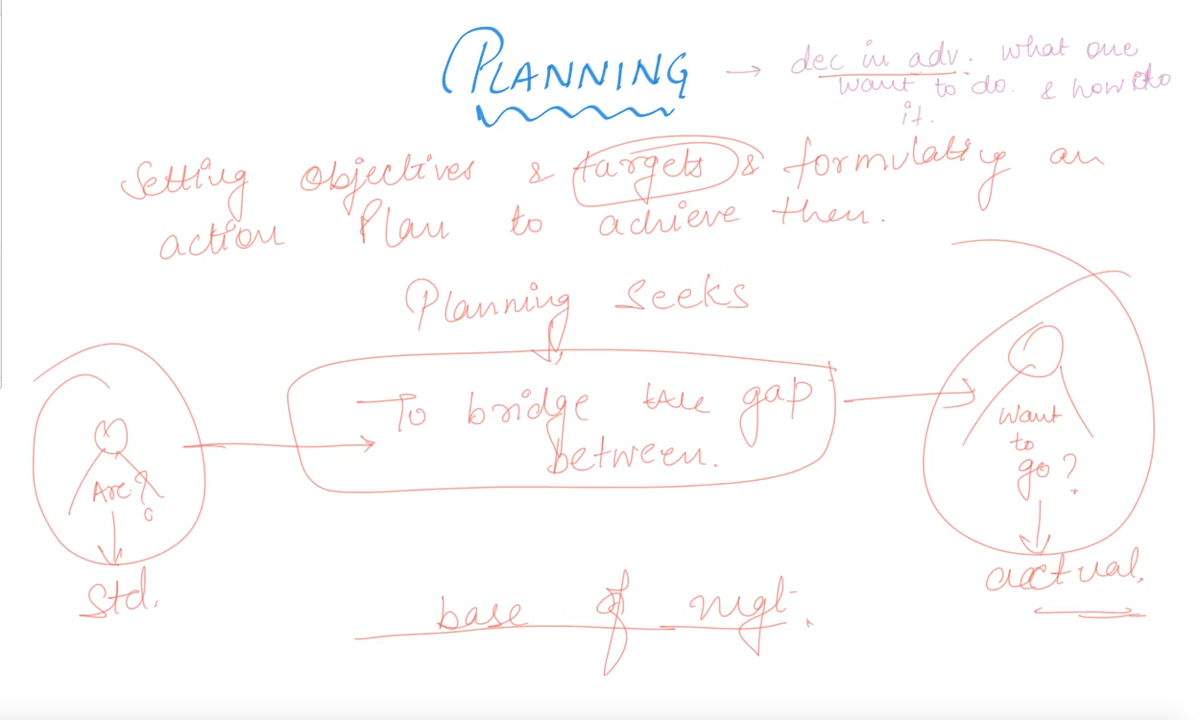 PLANNING → dec in adv. what one
want to do. & how to do
it.
Setting objectives & targets & formulating an
action Plan to achieve them.
Planning Seeks
To bridge the gap
between.
Are?
Want
to
go?
Std.
actual.
base of mgt.